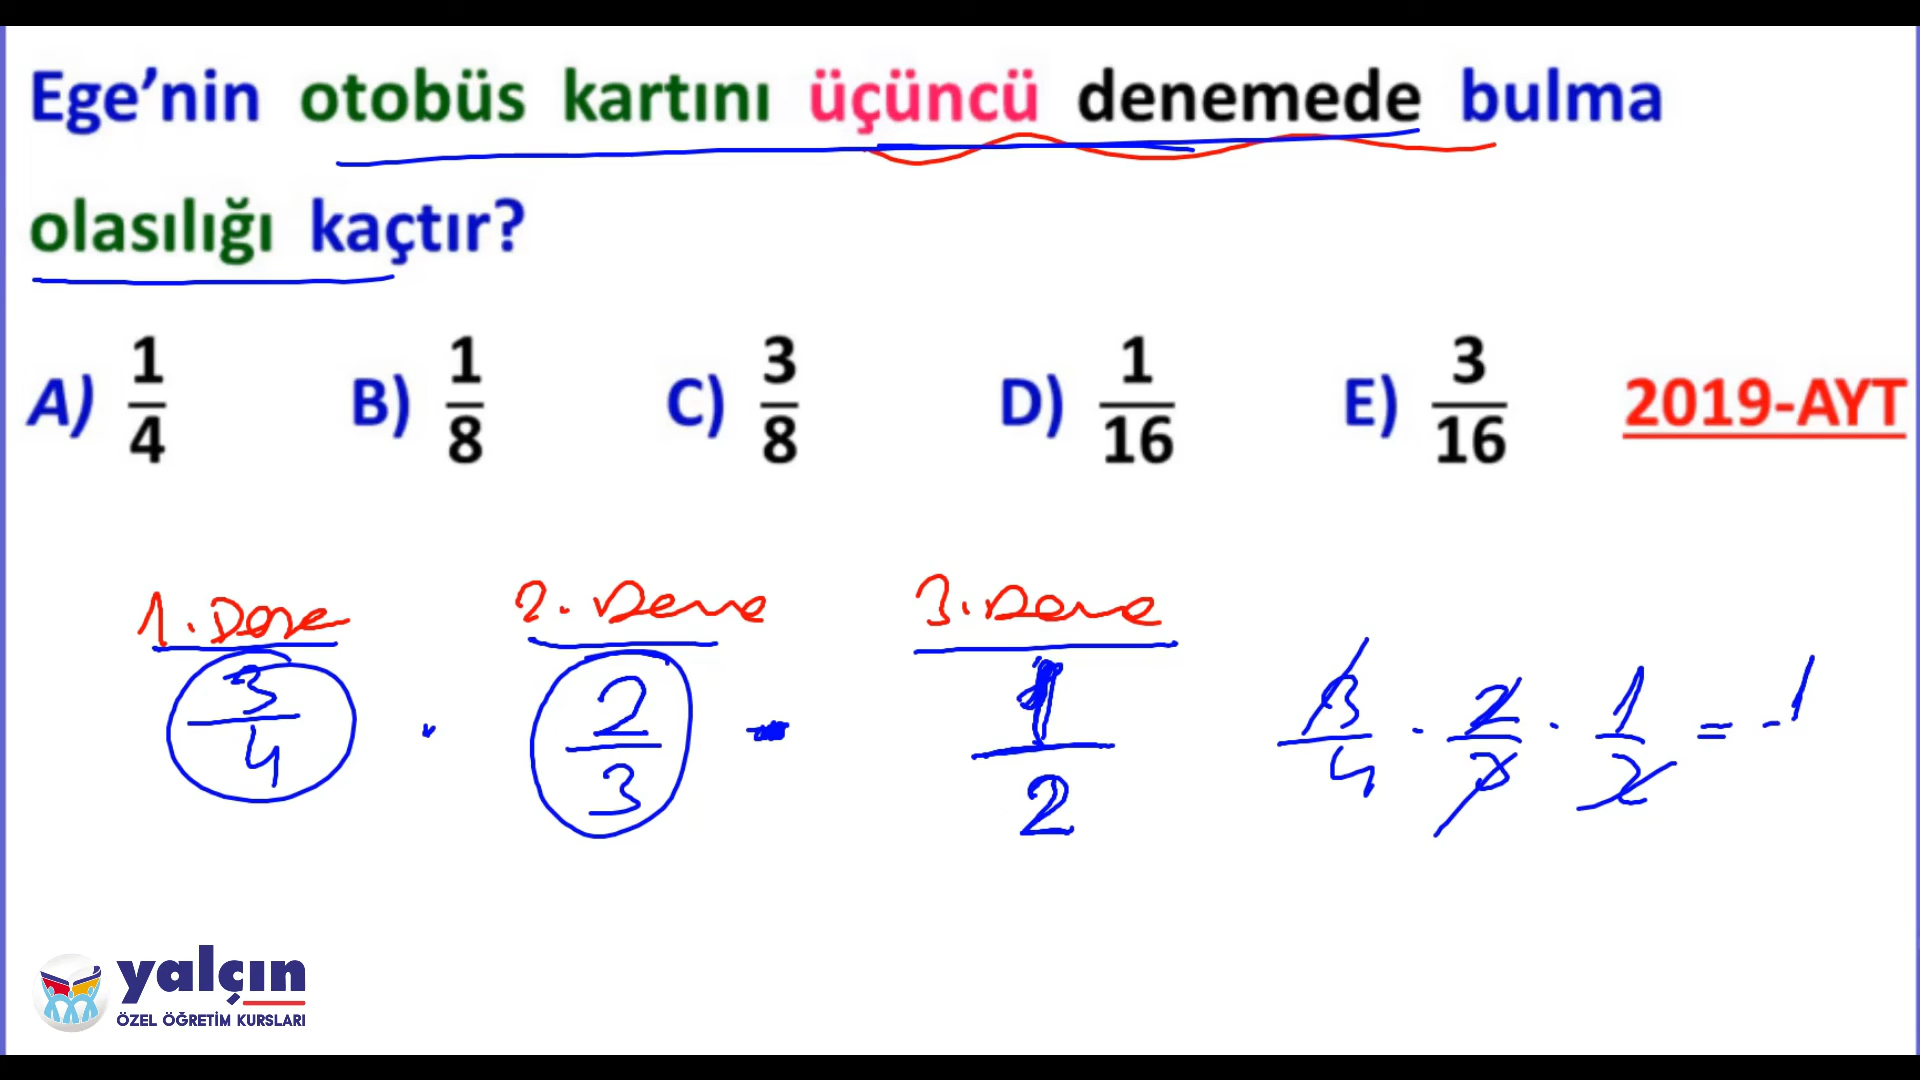 Ege'nin otobüs kartını üçüncü denemede bulma
olasılığı kaçtır?
A) 1/4 B) 1/8 C) 3/8 D) 1/16 E) 3/16 2019-AYT
1. Dene 2. Dene 3. Dene
3/4 . 2/3 . 1/2 3/4 . 2/3 . 1/2 = 1
yalçın
ÖZEL ÖĞRETİM KURSLARI